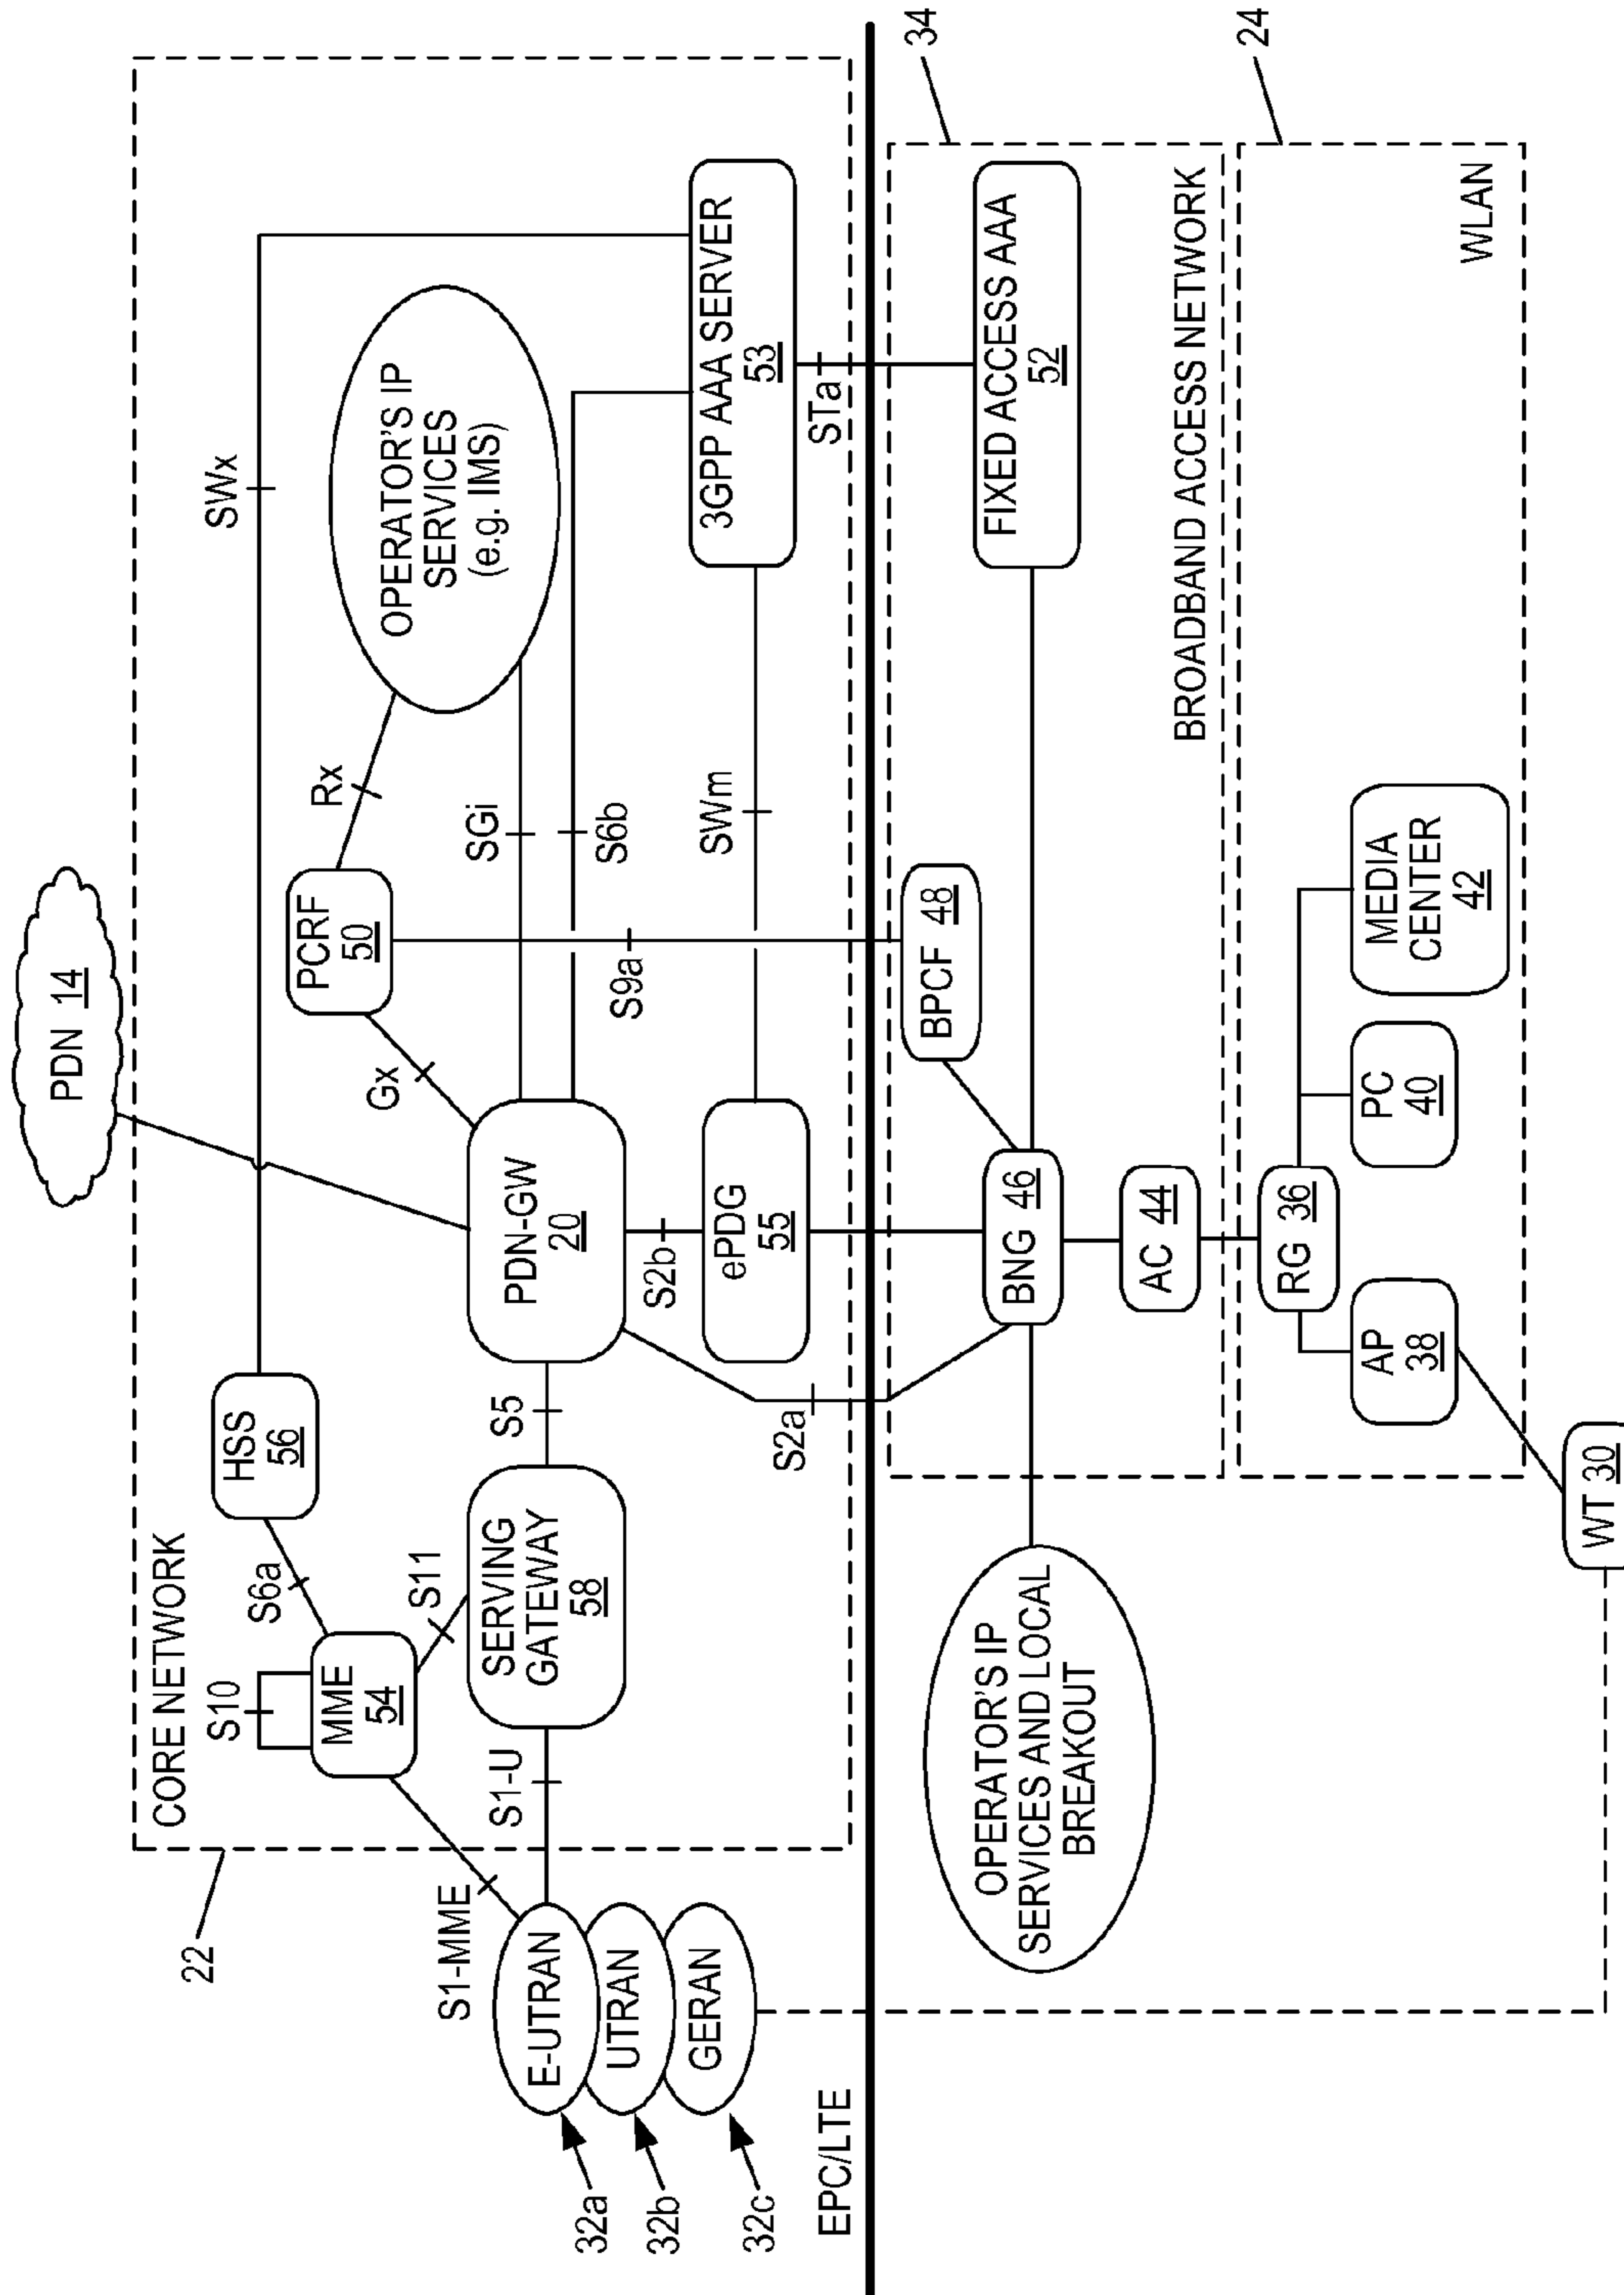 PDN 14
CORE NETWORK
22
SWx
S10
S6a
HSS
56
MME
54
S11
PCRF
50
Rx
OPERATOR'S IP
SERVICES
(e.g. IMS)
Gx
S1-MME
S1-U
SERVING
GATEWAY
58
S5
PDN-GW
20
SGi
S6b
E-UTRAN
UTRAN
GERAN
32a
32b
32c
S9a
S2b
ePDG
55
SWm
3GPP AAA SERVER
53
S2a
STa
EPC/LTE
34
BPCF 48
FIXED ACCESS AAA
52
OPERATOR'S IP
SERVICES AND LOCAL
BREAKOUT
BNG 46
AC 44
BROADBAND ACCESS NETWORK
24
RG 36
AP
38
PC
40
MEDIA
CENTER
42
WLAN
WT 30